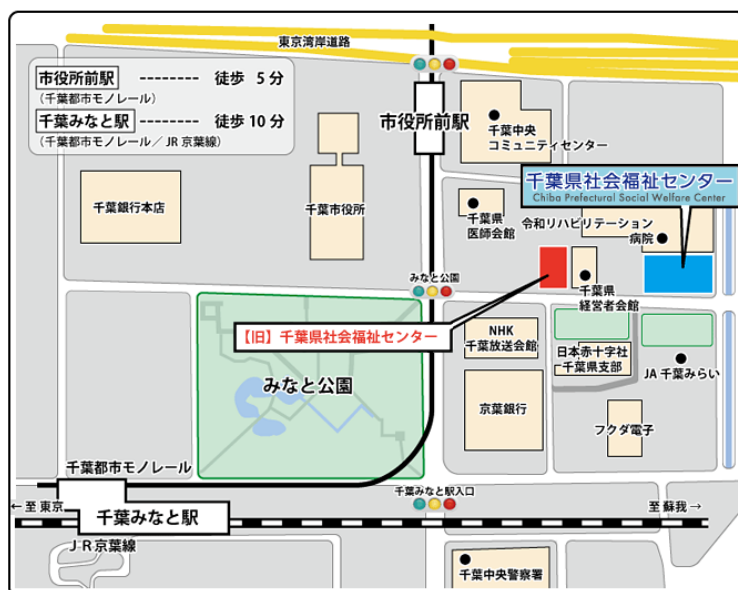 東京湾岸道路
市役所前駅 -------- 徒歩 5 分
（千葉都市モノレール）
千葉みなと駅 -------- 徒歩 10 分
（千葉都市モノレール／ JR 京葉線）
市役所前駅
千葉中央
コミュニティセンター
千葉県社会福祉センター
Chiba Prefectural Social Welfare Center
千葉銀行本店
千葉市役所
千葉県
医師会館
令和リハビリテーション
病院
みなと公園
千葉県
経営者会館
【旧】千葉県社会福祉センター
NHK
千葉放送会館
日本赤十字社
千葉県支部
JA 千葉みらい
みなと公園
京葉銀行
フクダ電子
千葉都市モノレール
千葉みなと駅入口
← 至 東京
至 蘇我 →
千葉みなと駅
ＪＲ京葉線
千葉中央警察署